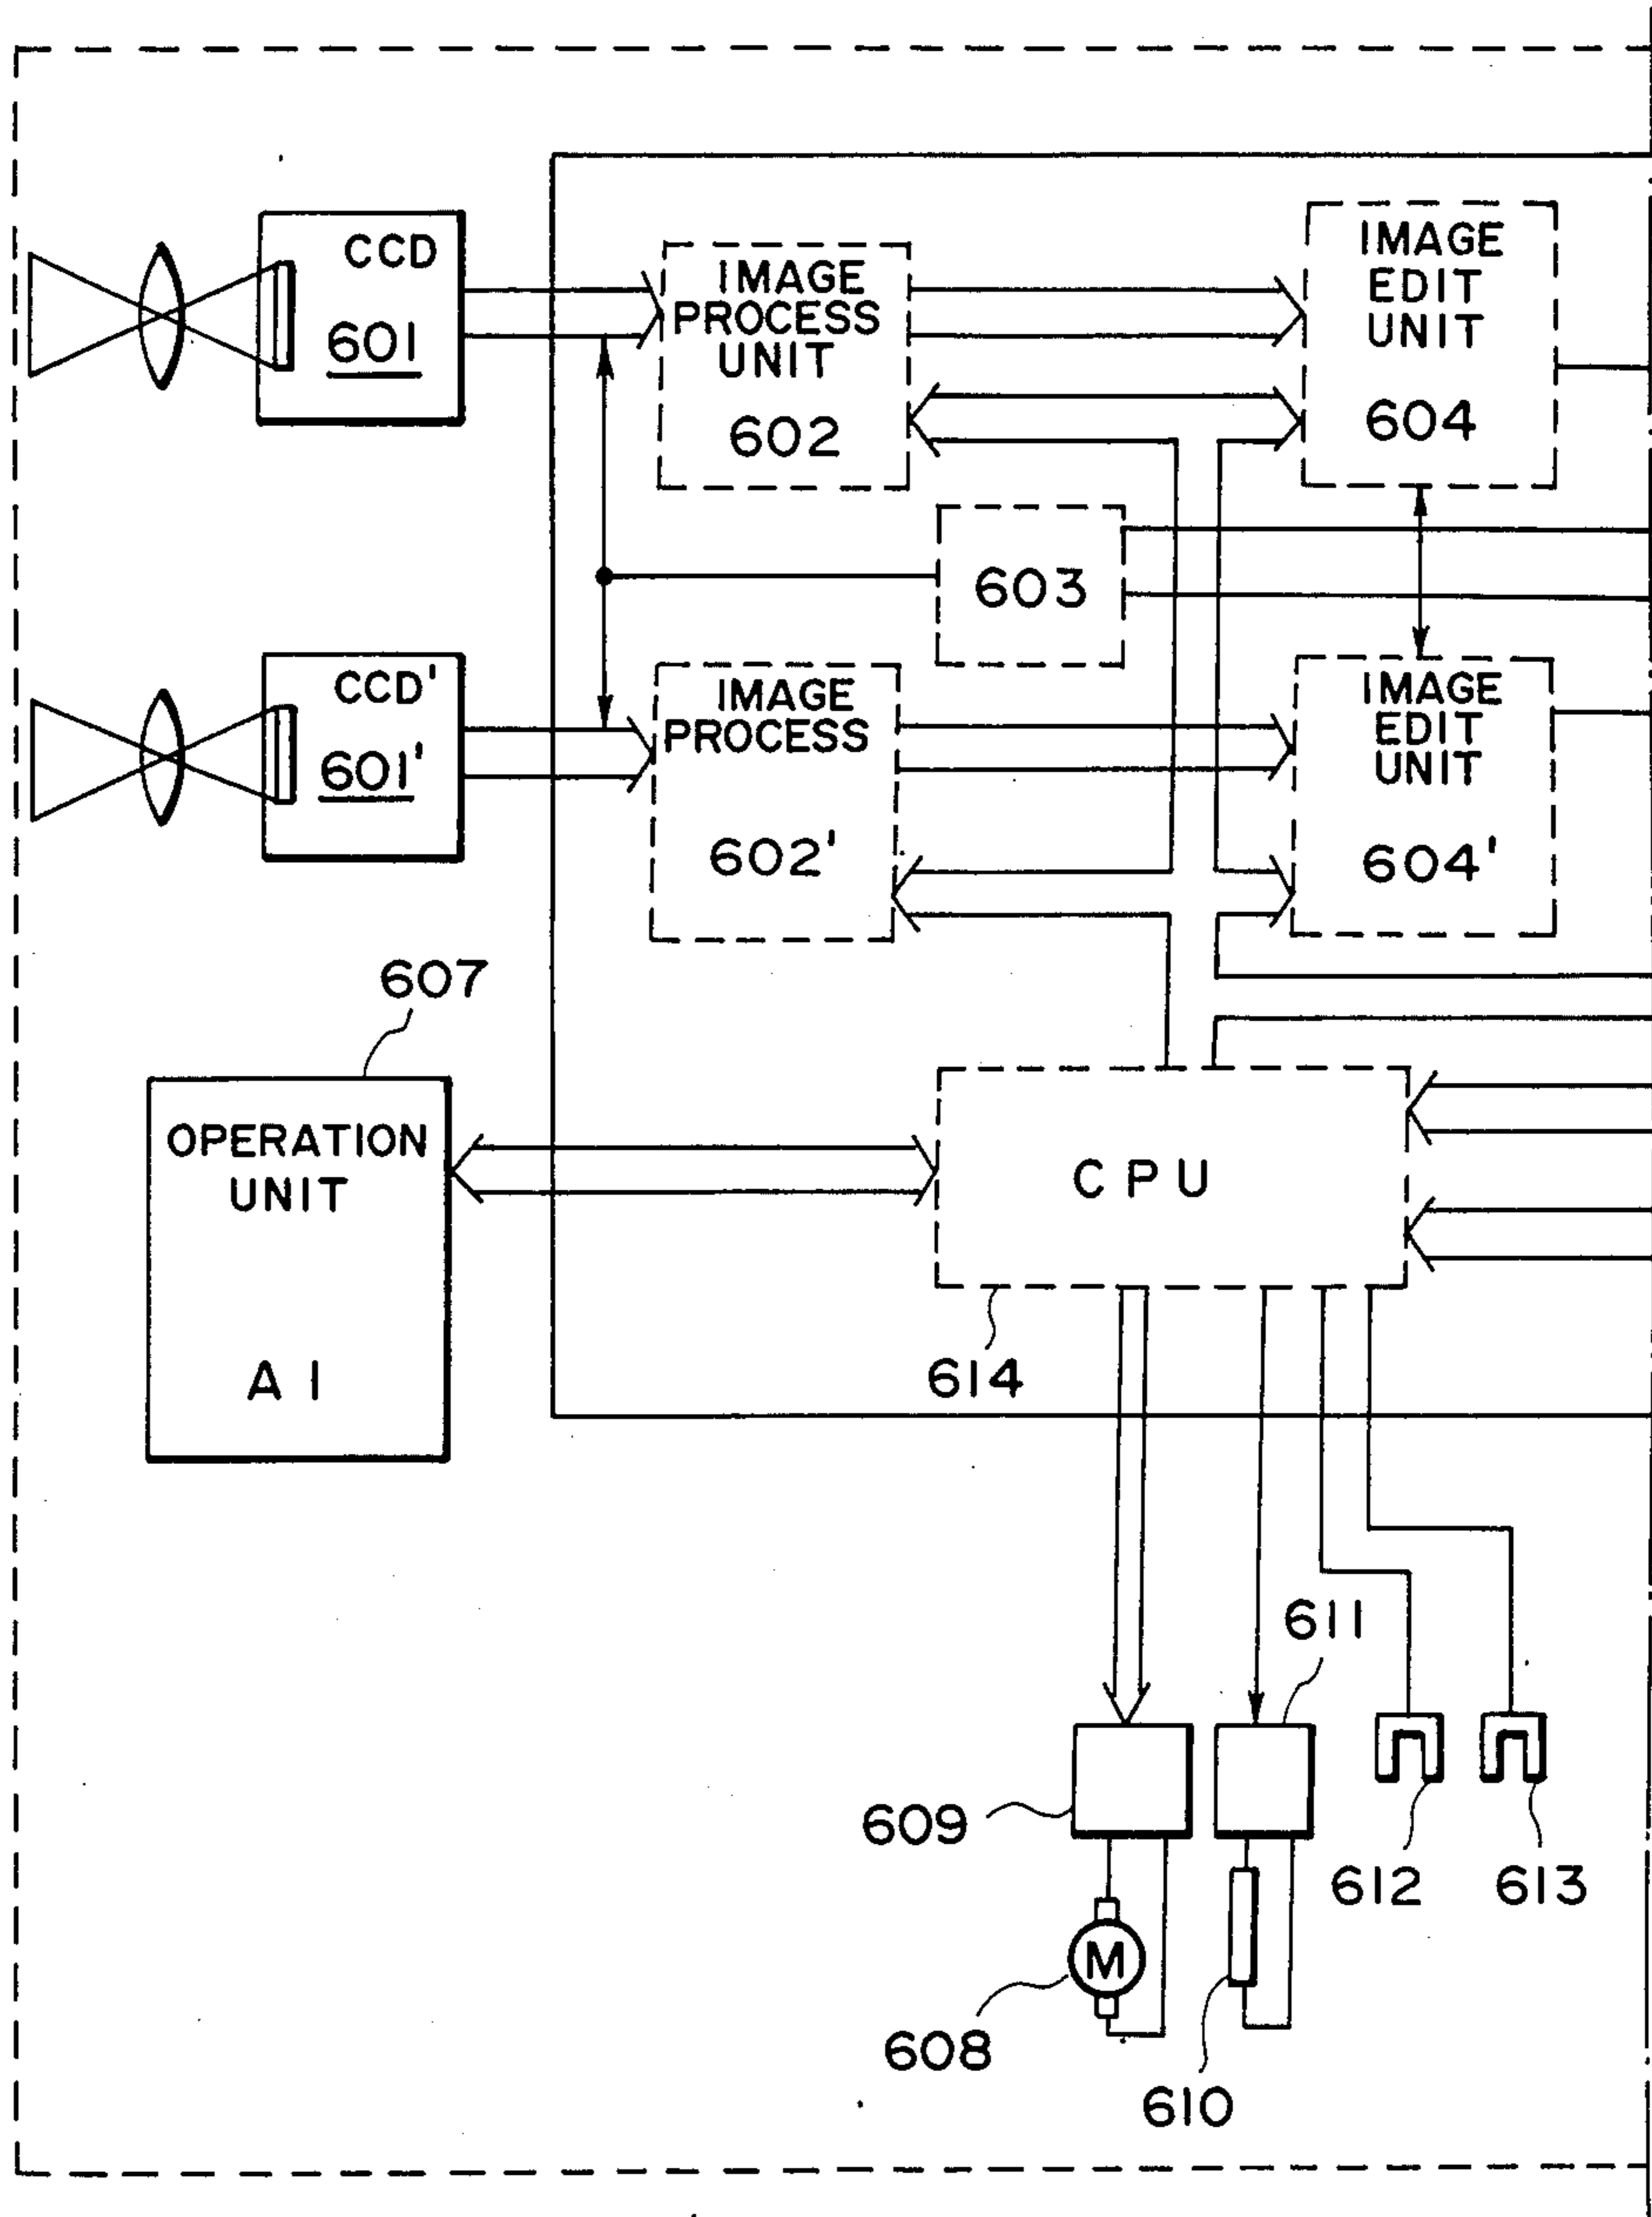 CCD
601
IMAGE
PROCESS
UNIT
602
IMAGE
EDIT
UNIT
604
603
CCD'
601'
IMAGE
PROCESS
602'
IMAGE
EDIT
UNIT
604'
607
OPERATION
UNIT
A1
CPU
614
611
609
612
613
M
608
610